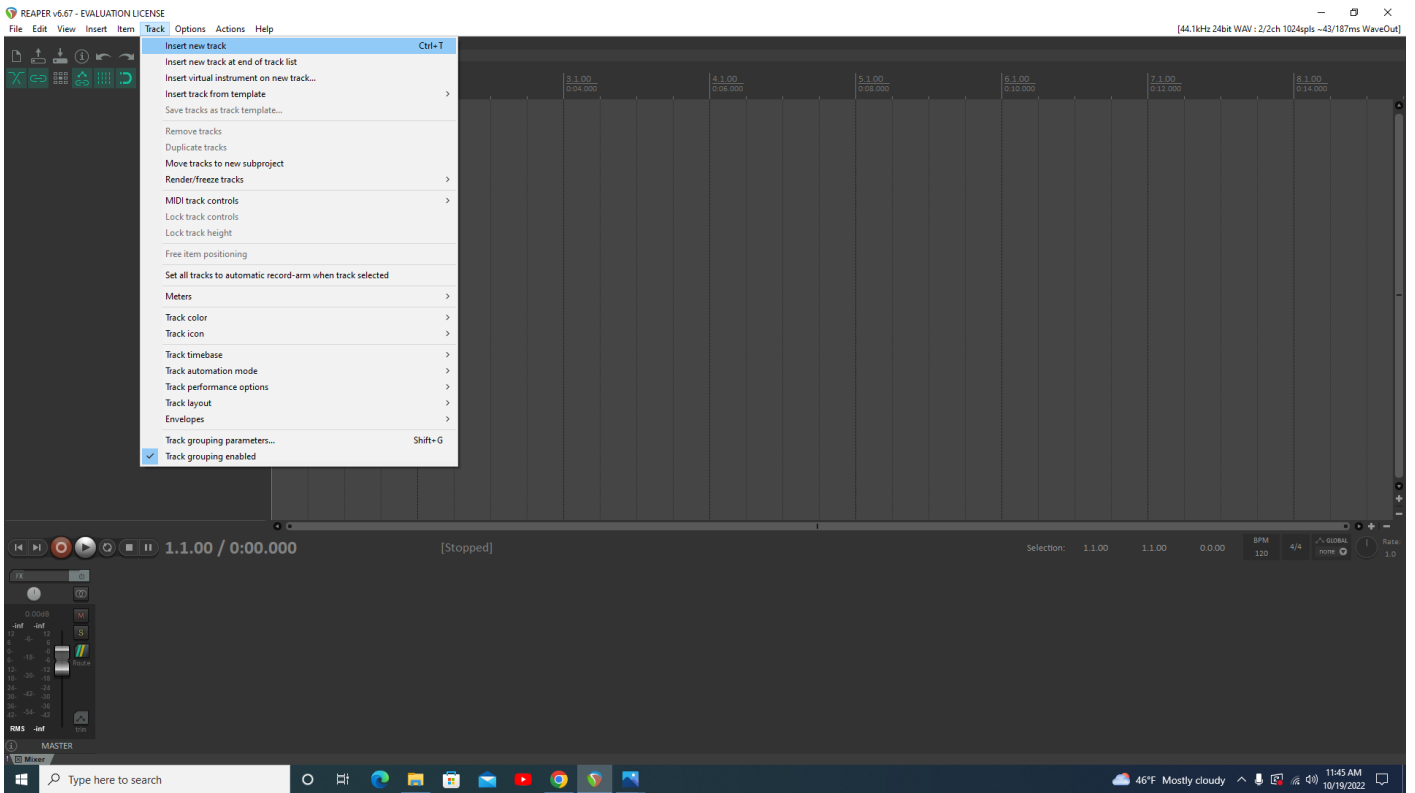 REAPER v6.67 - EVALUATION LICENSE
File Edit View Insert Item Track Options Actions Help
[44.1kHz 24bit WAV : 2/2ch 1024spls ~43/187ms WaveOut]
Insert new track Ctrl+T
Insert new track at end of track list
Insert virtual instrument on new track...
Insert track from template
Save tracks as track template...
Remove tracks
Duplicate tracks
Move tracks to new subproject
Render/freeze tracks
MIDI track controls
Lock track controls
Lock track height
Free item positioning
Set all tracks to automatic record-arm when track selected
Meters
Track color
Track icon
Track timebase
Track automation mode
Track performance options
Track layout
Envelopes
Track grouping parameters... Shift+G
Track grouping enabled
3.1.00 4.1.00 5.1.00 6.1.00 7.1.00 8.1.00
0:04.000 0:06.000 0:08.000 0:10.000 0:12.000 0:14.000
1.1.00 / 0:00.000 [Stopped] Selection: 1.1.00 1.1.00 0.0.00
BPM 120 4/4 GLOBAL none Rate: 1.0
FX
0.00dB M
-inf -inf
S
Route
RMS -inf trim
MASTER
Mixer
Type here to search
46°F Mostly cloudy
11:45 AM
10/19/2022